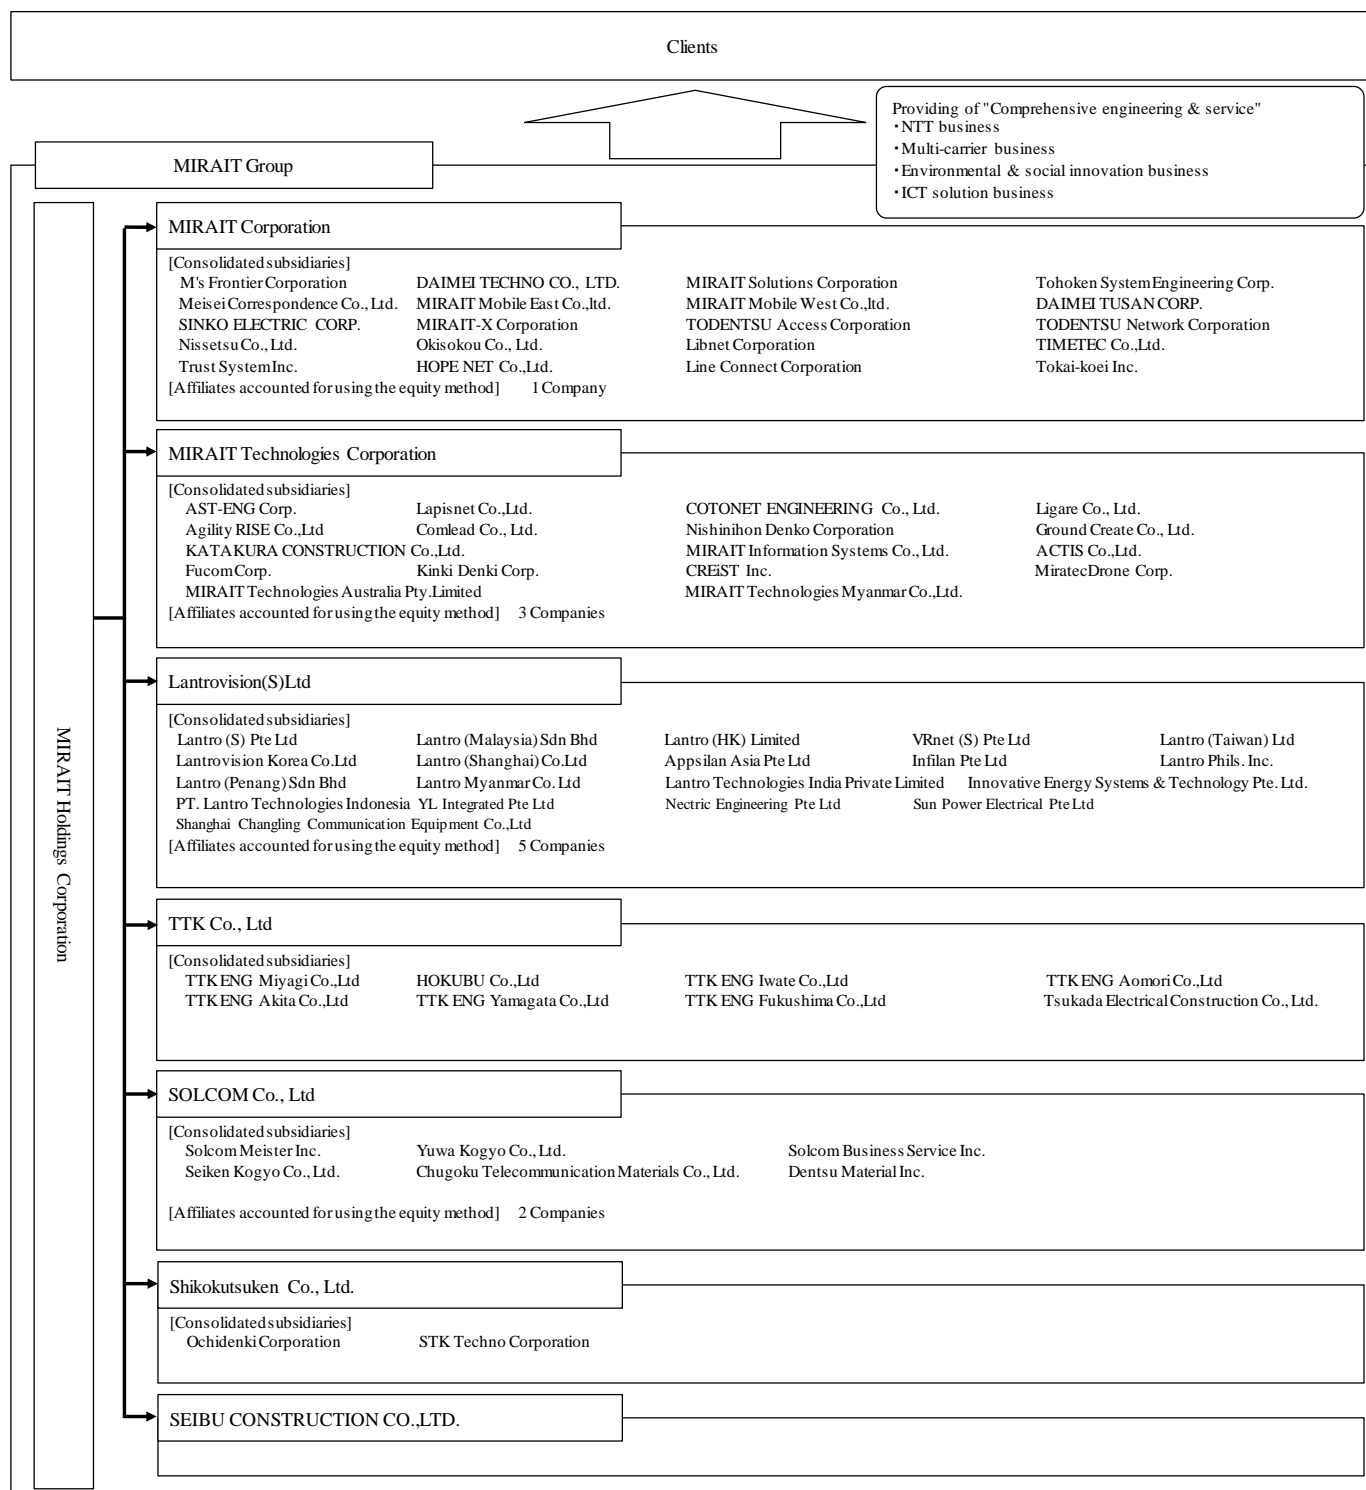 Clients
Providing of "Comprehensive engineering & service"
・NTT business
・Multi-carrier business
・Environmental & social innovation business
・ICT solution business
MIRAIT Group
MIRAIT Holdings Corporation
MIRAIT Corporation
[Consolidated subsidiaries]
M's Frontier Corporation DAIMEI TECHNO CO., LTD. MIRAIT Solutions Corporation Tohoken System Engineering Corp.
Meisei Correspondence Co., Ltd. MIRAIT Mobile East Co.,ltd. MIRAIT Mobile West Co.,ltd. DAIMEI TUSAN CORP.
SINKO ELECTRIC CORP. MIRAIT-X Corporation TODENTSU Access Corporation TODENTSU Network Corporation
Nissetsu Co., Ltd. Okisokou Co., Ltd. Libnet Corporation TIMETEC Co.,Ltd.
Trust System Inc. HOPE NET Co.,Ltd. Line Connect Corporation Tokai-koei Inc.
[Affiliates accounted for using the equity method] 1 Company
MIRAIT Technologies Corporation
[Consolidated subsidiaries]
AST-ENG Corp. Lapisnet Co.,Ltd. COTONET ENGINEERING Co., Ltd. Ligare Co., Ltd.
Agility RISE Co.,Ltd Comlead Co., Ltd. Nishinihon Denko Corporation Ground Create Co., Ltd.
KATAKURA CONSTRUCTION Co.,Ltd. MIRAIT Information Systems Co., Ltd. ACTIS Co.,Ltd.
Fucom Corp. Kinki Denki Corp. CREiST Inc. MiratecDrone Corp.
MIRAIT Technologies Australia Pty.Limited MIRAIT Technologies Myanmar Co.,Ltd.
[Affiliates accounted for using the equity method] 3 Companies
Lantrovision(S)Ltd
[Consolidated subsidiaries]
Lantro (S) Pte Ltd Lantro (Malaysia) Sdn Bhd Lantro (HK) Limited VRnet (S) Pte Ltd Lantro (Taiwan) Ltd
Lantrovision Korea Co.Ltd Lantro (Shanghai) Co.Ltd Appsilan Asia Pte Ltd Infilan Pte Ltd Lantro Phils. Inc.
Lantro (Penang) Sdn Bhd Lantro Myanmar Co. Ltd Lantro Technologies India Private Limited Innovative Energy Systems & Technology Pte. Ltd.
PT. Lantro Technologies Indonesia YL Integrated Pte Ltd Nectric Engineering Pte Ltd Sun Power Electrical Pte Ltd
Shanghai Changling Communication Equipment Co.,Ltd
[Affiliates accounted for using the equity method] 5 Companies
TTK Co., Ltd
[Consolidated subsidiaries]
TTK ENG Miyagi Co.,Ltd HOKUBU Co.,Ltd TTK ENG Iwate Co.,Ltd TTK ENG Aomori Co.,Ltd
TTK ENG Akita Co.,Ltd TTK ENG Yamagata Co.,Ltd TTK ENG Fukushima Co.,Ltd Tsukada Electrical Construction Co., Ltd.
SOLCOM Co., Ltd
[Consolidated subsidiaries]
Solcom Meister Inc. Yuwa Kogyo Co., Ltd. Solcom Business Service Inc.
Seiken Kogyo Co., Ltd. Chugoku Telecommunication Materials Co., Ltd. Dentsu Material Inc.
[Affiliates accounted for using the equity method] 2 Companies
Shikokutsuken Co., Ltd.
[Consolidated subsidiaries]
Ochidenki Corporation STK Techno Corporation
SEIBU CONSTRUCTION CO.,LTD.